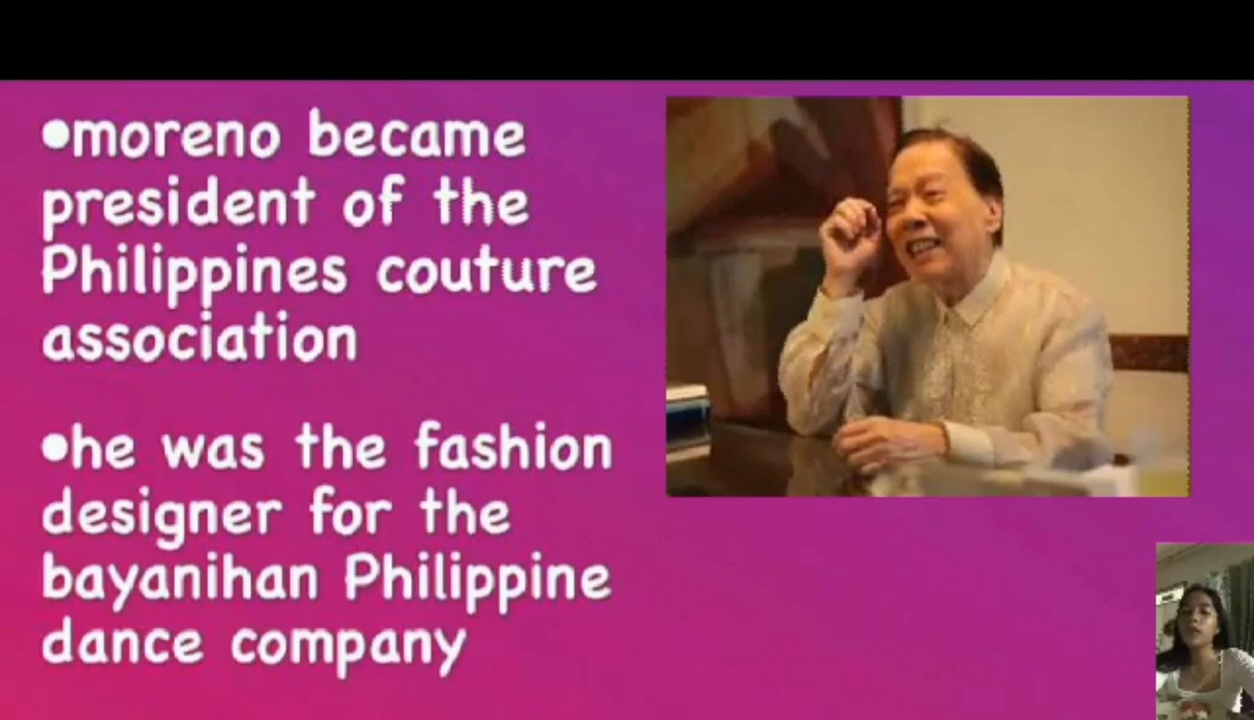 •moreno became
president of the
Philippines couture
association
•he was the fashion
designer for the
bayanihan Philippine
dance company